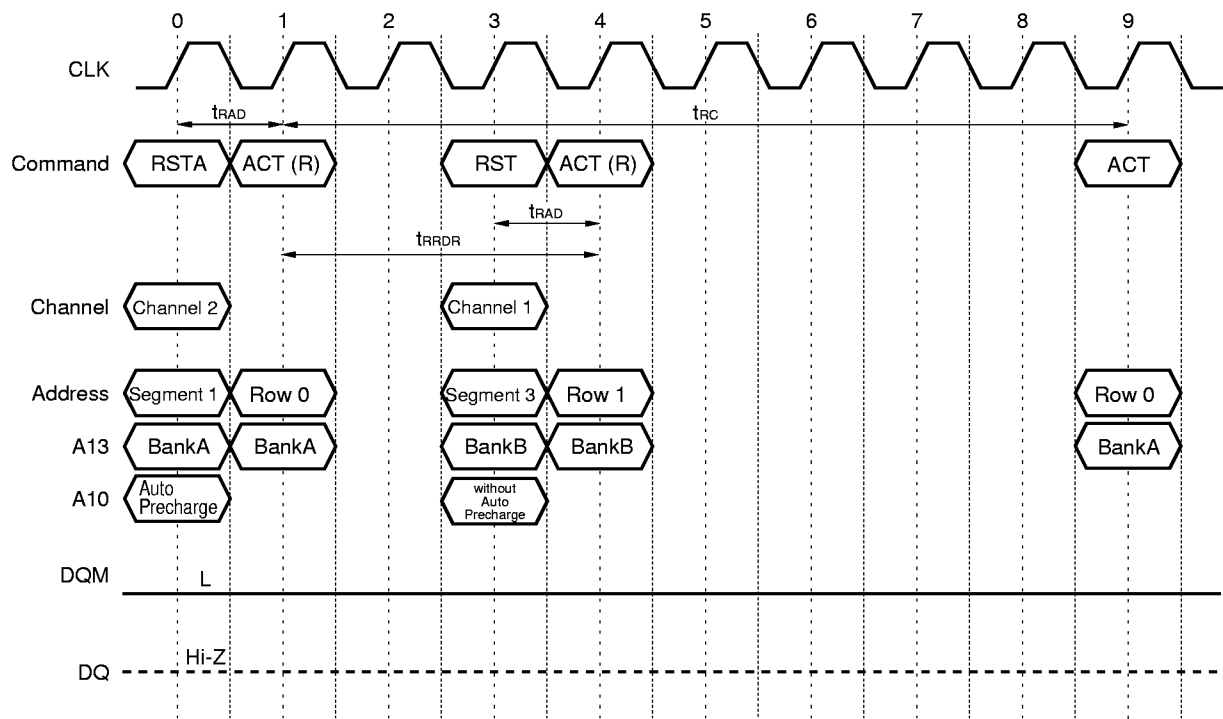 0 1 2 3 4 5 6 7 8 9
CLK
tRAD tRC
Command RSTA ACT (R) RST ACT (R) ACT
tRAD
tRRDR
Channel Channel 2 Channel 1
Address Segment 1 Row 0 Segment 3 Row 1 Row 0
A13 BankA BankA BankB BankB BankA
A10 Auto
Precharge
without
Auto
Precharge
DQM L
Hi-Z
DQ